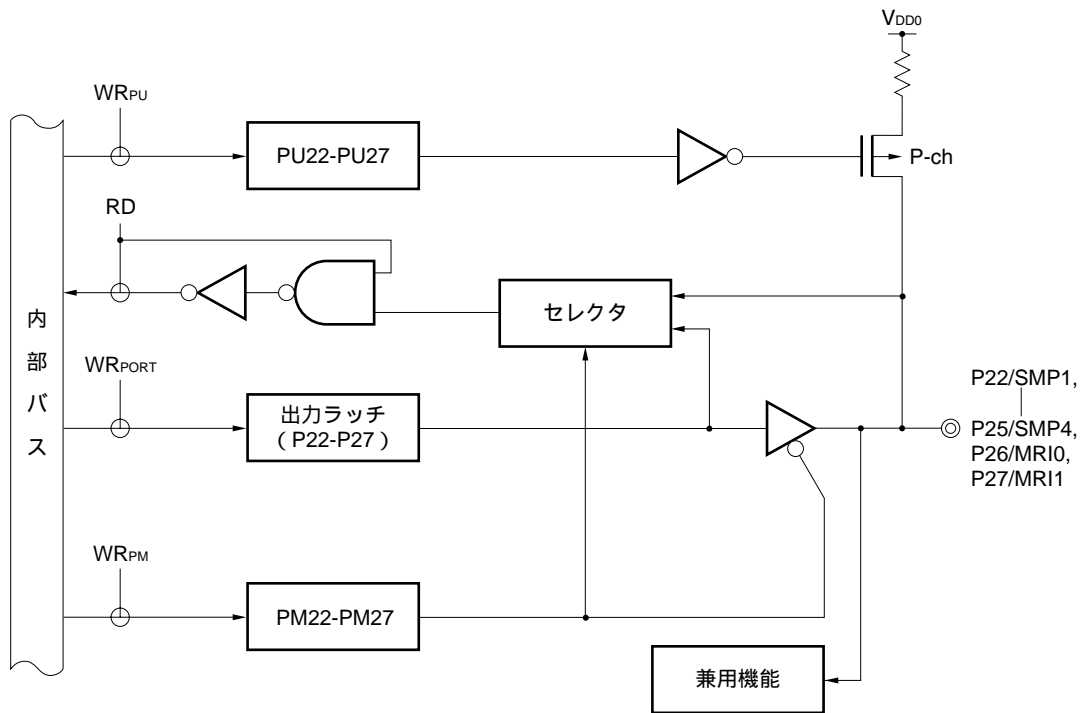 VDD0
WRPU
PU22-PU27
P-ch
RD
セレクタ
内部バス
WRPORT
出力ラッチ
（P22-P27）
P22/SMP1,
P25/SMP4,
P26/MRI0,
P27/MRI1
WRPM
PM22-PM27
兼用機能